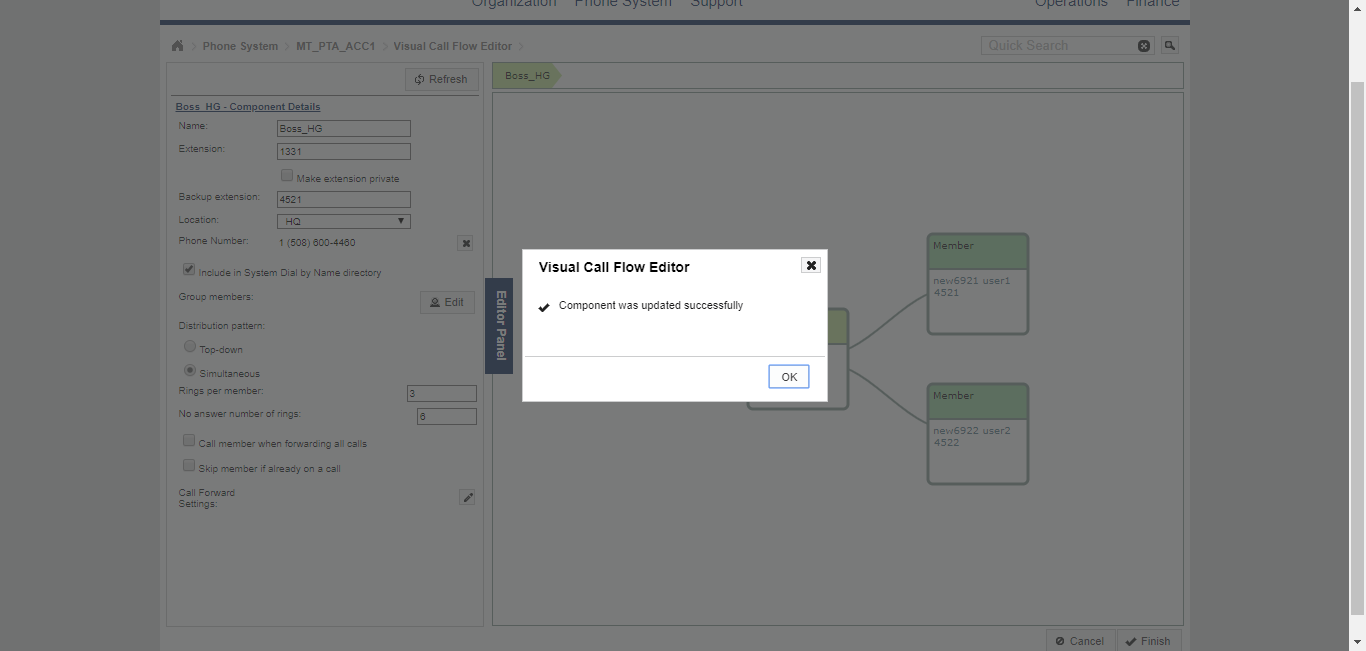 Organization Phone System Support Operations Finance
Phone System MT_PTA_ACC1 Visual Call Flow Editor
Quick Search
Refresh
Boss_HG
Boss_HG - Component Details
Name: Boss_HG
Extension: 1331
Make extension private
Backup extension: 4521
Location: HQ
Phone Number: 1 (508) 600-4460
Include in System Dial by Name directory
Group members: Edit
Distribution pattern:
Top-down
Simultaneous
Rings per member: 3
No answer number of rings: 6
Call member when forwarding all calls
Skip member if already on a call
Call Forward
Settings:
Editor Panel
Visual Call Flow Editor
Component was updated successfully
OK
Member
new6921 user1
4521
Member
new6922 user2
4522
Cancel Finish